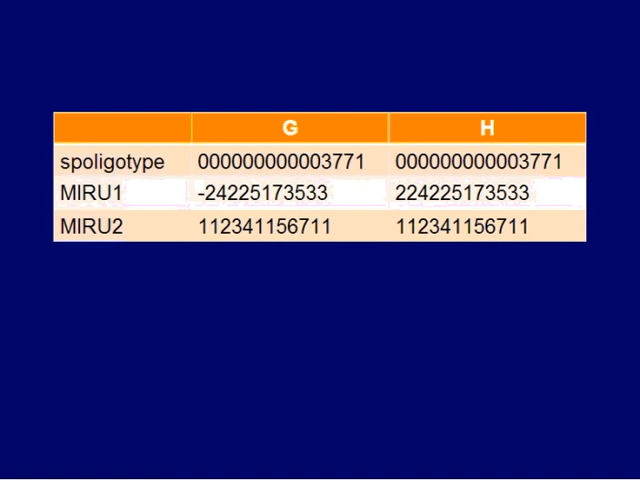 G H
spoligotype 000000000003771 000000000003771
MIRU1 -24225173533 224225173533
MIRU2 112341156711 112341156711